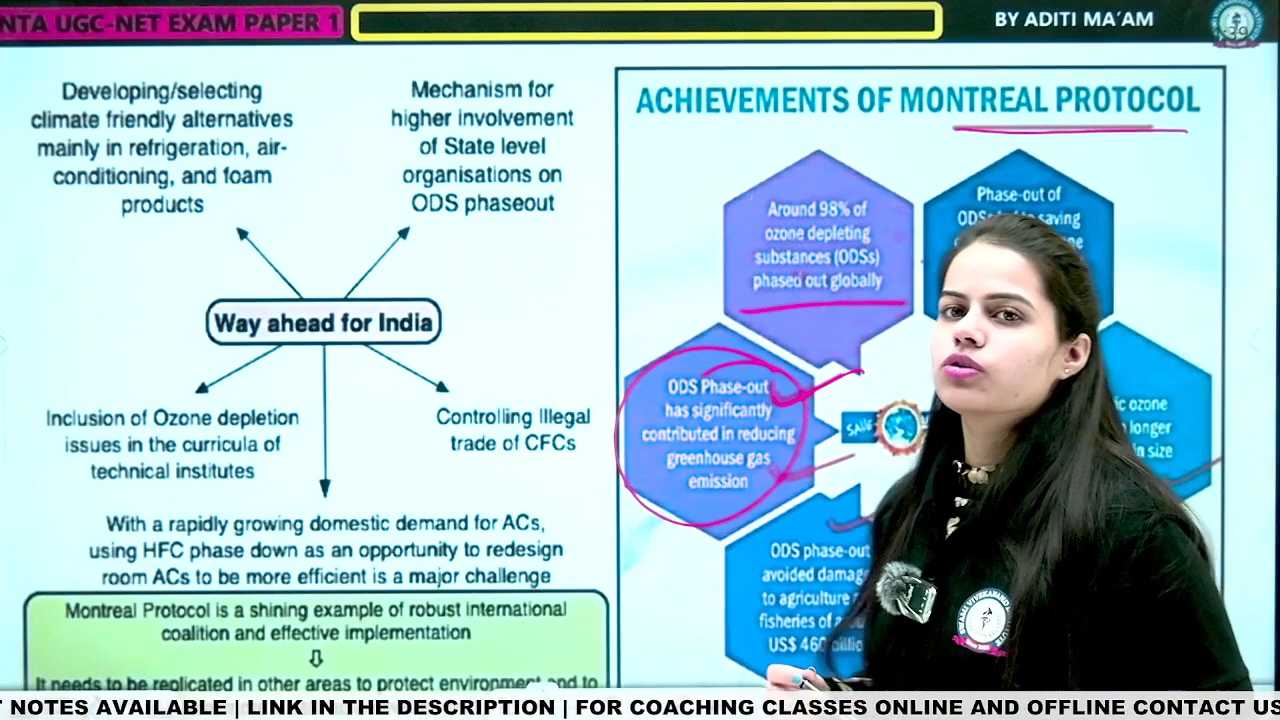 NTA UGC-NET EXAM PAPER 1
BY ADITI MA'AM
Developing/selecting
climate friendly alternatives
mainly in refrigeration, air-
conditioning, and foam
products
Mechanism for
higher involvement
of State level
organisations on
ODS phaseout
Way ahead for India
Inclusion of Ozone depletion
issues in the curricula of
technical institutes
Controlling Illegal
trade of CFCs
With a rapidly growing domestic demand for ACs,
using HFC phase down as an opportunity to redesign
room ACs to be more efficient is a major challenge
Montreal Protocol is a shining example of robust international
coalition and effective implementation
It needs to be replicated in other areas to protect environment and to
ACHIEVEMENTS OF MONTREAL PROTOCOL
Around 98% of
ozone depleting
substances (ODSs)
phased out globally
Phase-out of
saving
ODS Phase-out
has significantly
contributed in reducing
greenhouse gas
emission
ozone
longer
in size
ODS phase-out
avoided damage
to agriculture
fisheries of
US$ 460 billio
T NOTES AVAILABLE | LINK IN THE DESCRIPTION | FOR COACHING CLASSES ONLINE AND OFFLINE CONTACT US